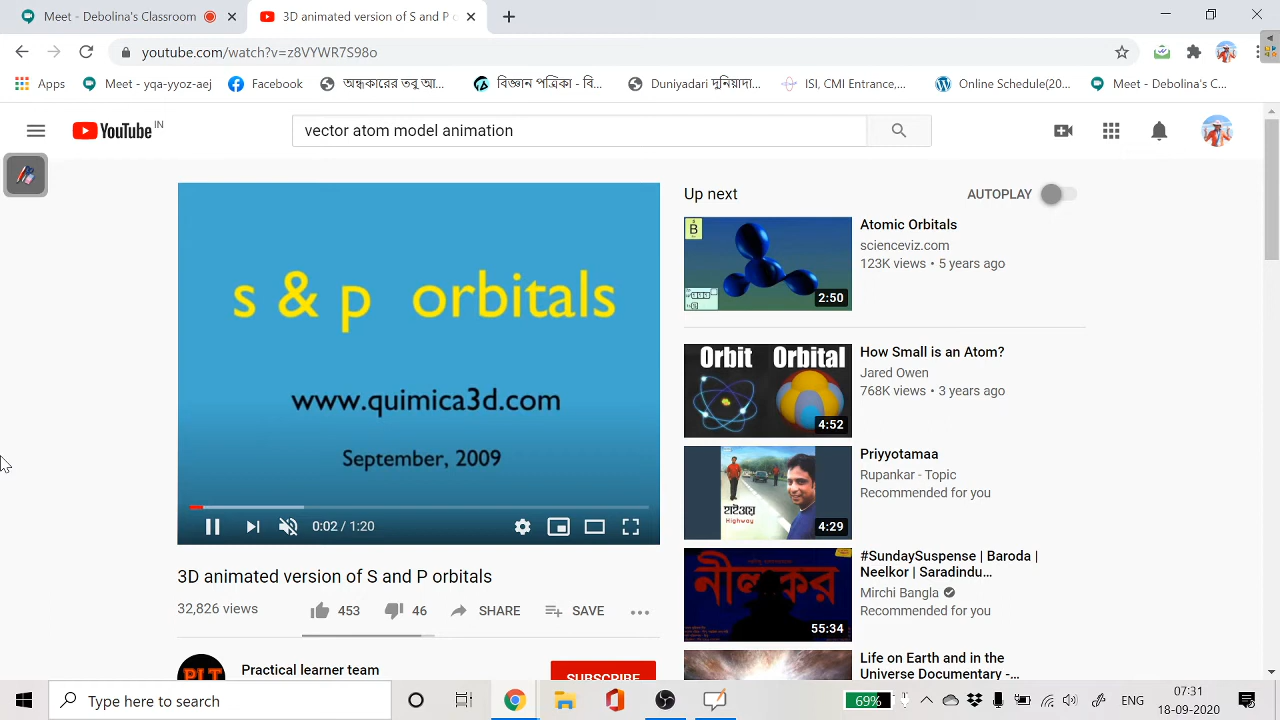 Meet - Debolina's Classroom
3D animated version of S and P o
youtube.com/watch?v=z8VYWR7S98o
Apps
Meet - yqa-yyoz-aej
Facebook
অন্ধকারের তবু আ...
বিজ্ঞান পত্রিকা - বি...
Duniyadari দুনিয়াদা...
ISI, CMI Entrance,...
Online Schedule(20...
Meet - Debolina's C...
YouTube IN
vector atom model animation
s & p orbitals
www.quimica3d.com
September, 2009
0:02 / 1:20
3D animated version of S and P orbitals
32,826 views
453
46
SHARE
SAVE
Practical learner team
SUBSCRIBE
Up next
AUTOPLAY
B
2:50
Atomic Orbitals
scienceviz.com
123K views • 5 years ago
Orbit Orbital
4:52
How Small is an Atom?
Jared Owen
768K views • 3 years ago
হাইওয়ে
Highway
4:29
Priyyotamaa
Rupankar - Topic
Recommended for you
নীলকর
55:34
#SundaySuspense | Baroda |
Neelkor | Saradindu...
Mirchi Bangla
Recommended for you
Life on Earth and in the
Universe Documentary -...
Type here to search
69%
ENG
07:31
18-09-2020